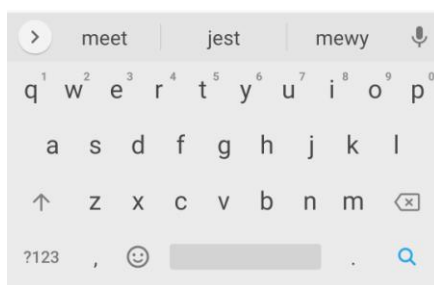 meet jest mewy
q1 w2 e3 r4 t5 y6 u7 i8 o9 p0
a s d f g h j k l
z x c v b n m
?123 , .